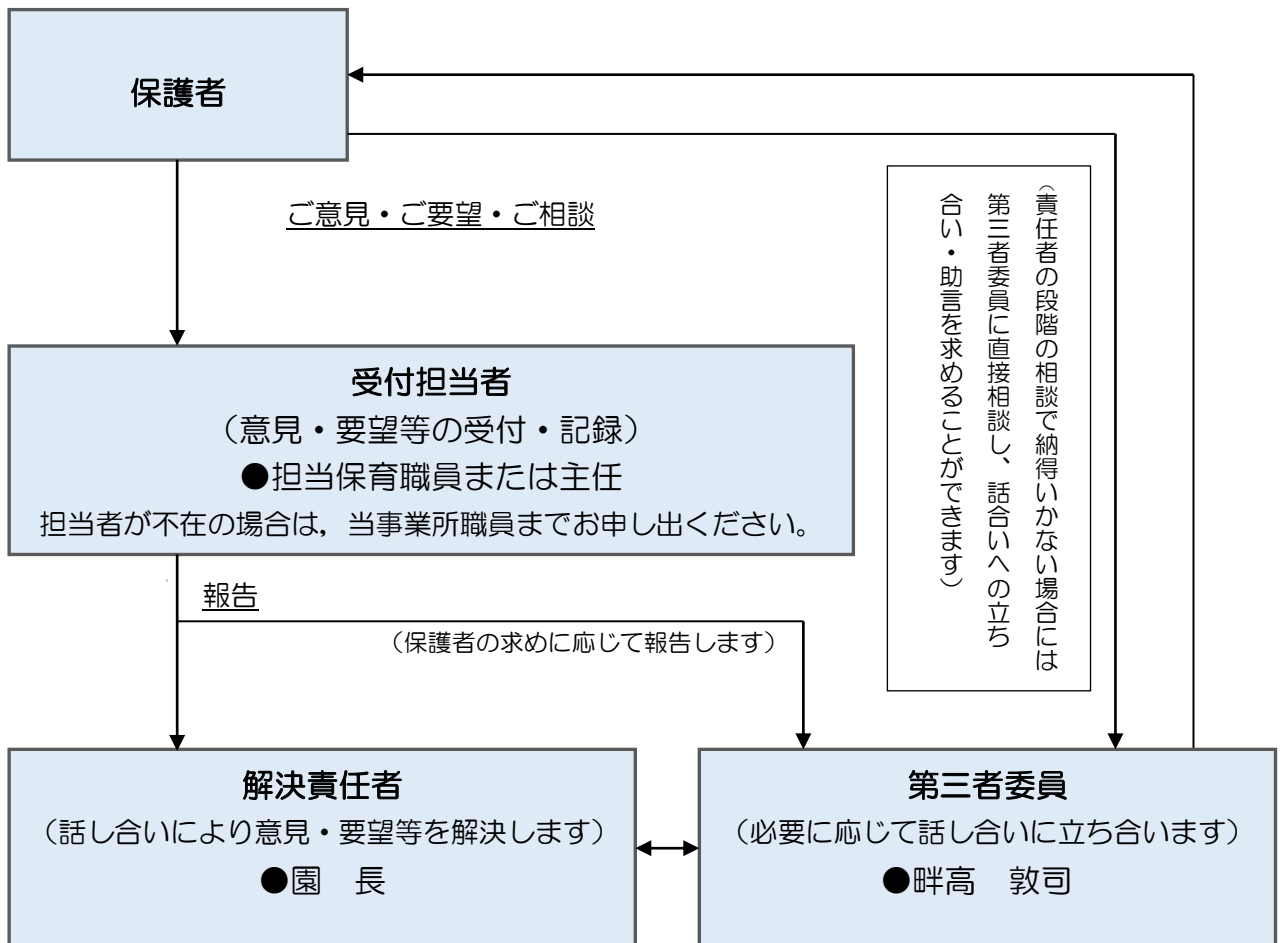 保護者
ご意見・ご要望・ご相談
（責任者の段階の相談で納得いかない場合には
第三者委員に直接相談し、話合いへの立ち
合い・助言を求めることができます）
受付担当者
（意見・要望等の受付・記録）
●担当保育職員または主任
担当者が不在の場合は，当事業所職員までお申し出ください。
報告
（保護者の求めに応じて報告します）
解決責任者
（話し合いにより意見・要望等を解決します）
●園　長
第三者委員
（必要に応じて話し合いに立ち合います）
●畔高　敦司